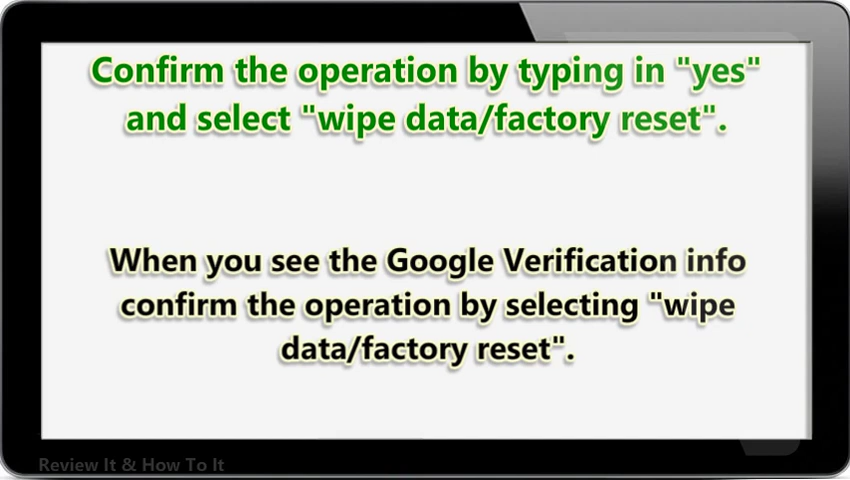 Confirm the operation by typing in "yes"
and select "wipe data/factory reset".
When you see the Google Verification info
confirm the operation by selecting "wipe
data/factory reset".
Review It & How To It